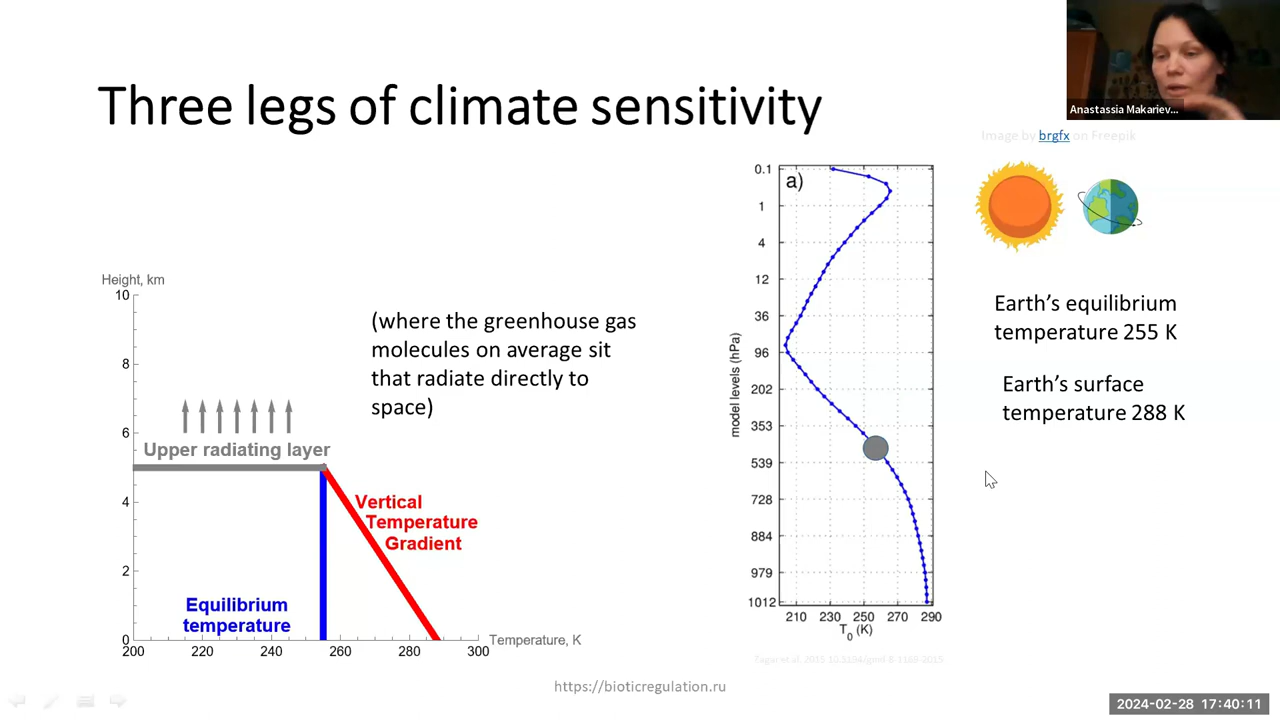 Three legs of climate sensitivity
Anastassia Makariev...
Image by brgfx on Freepik
Height, km
10
8
6
4
2
0
200
220
240
260
280
300
Temperature, K
Upper radiating layer
Vertical
Temperature
Gradient
Equilibrium
temperature
(where the greenhouse gas
molecules on average sit
that radiate directly to
space)
a)
model levels (hPa)
0.1
1
4
12
36
96
202
353
539
728
884
979
1012
210
230
250
270
290
T0 (K)
Earth's equilibrium
temperature 255 K
Earth's surface
temperature 288 K
https://bioticregulation.ru
2024-02-28 17:40:11